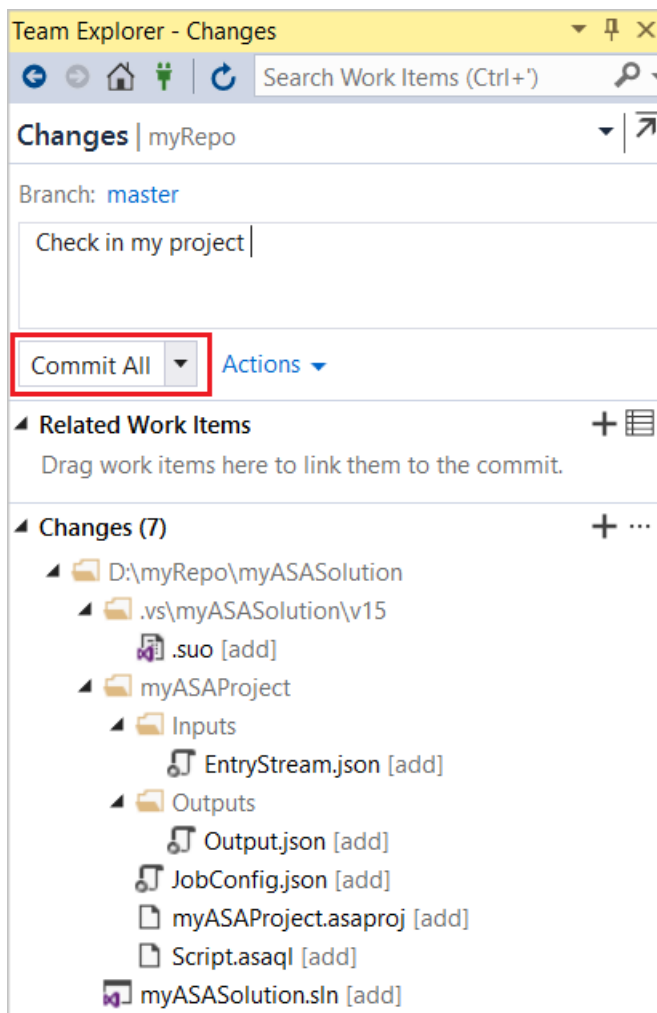 Team Explorer - Changes
Search Work Items (Ctrl+')
Changes | myRepo
Branch: master
Check in my project
Commit All Actions
Related Work Items
Drag work items here to link them to the commit.
Changes (7)
D:\myRepo\myASASolution
.vs\myASASolution\v15
.suo [add]
myASAProject
Inputs
EntryStream.json [add]
Outputs
Output.json [add]
JobConfig.json [add]
myASAProject.asaproj [add]
Script.asaql [add]
myASASolution.sln [add]